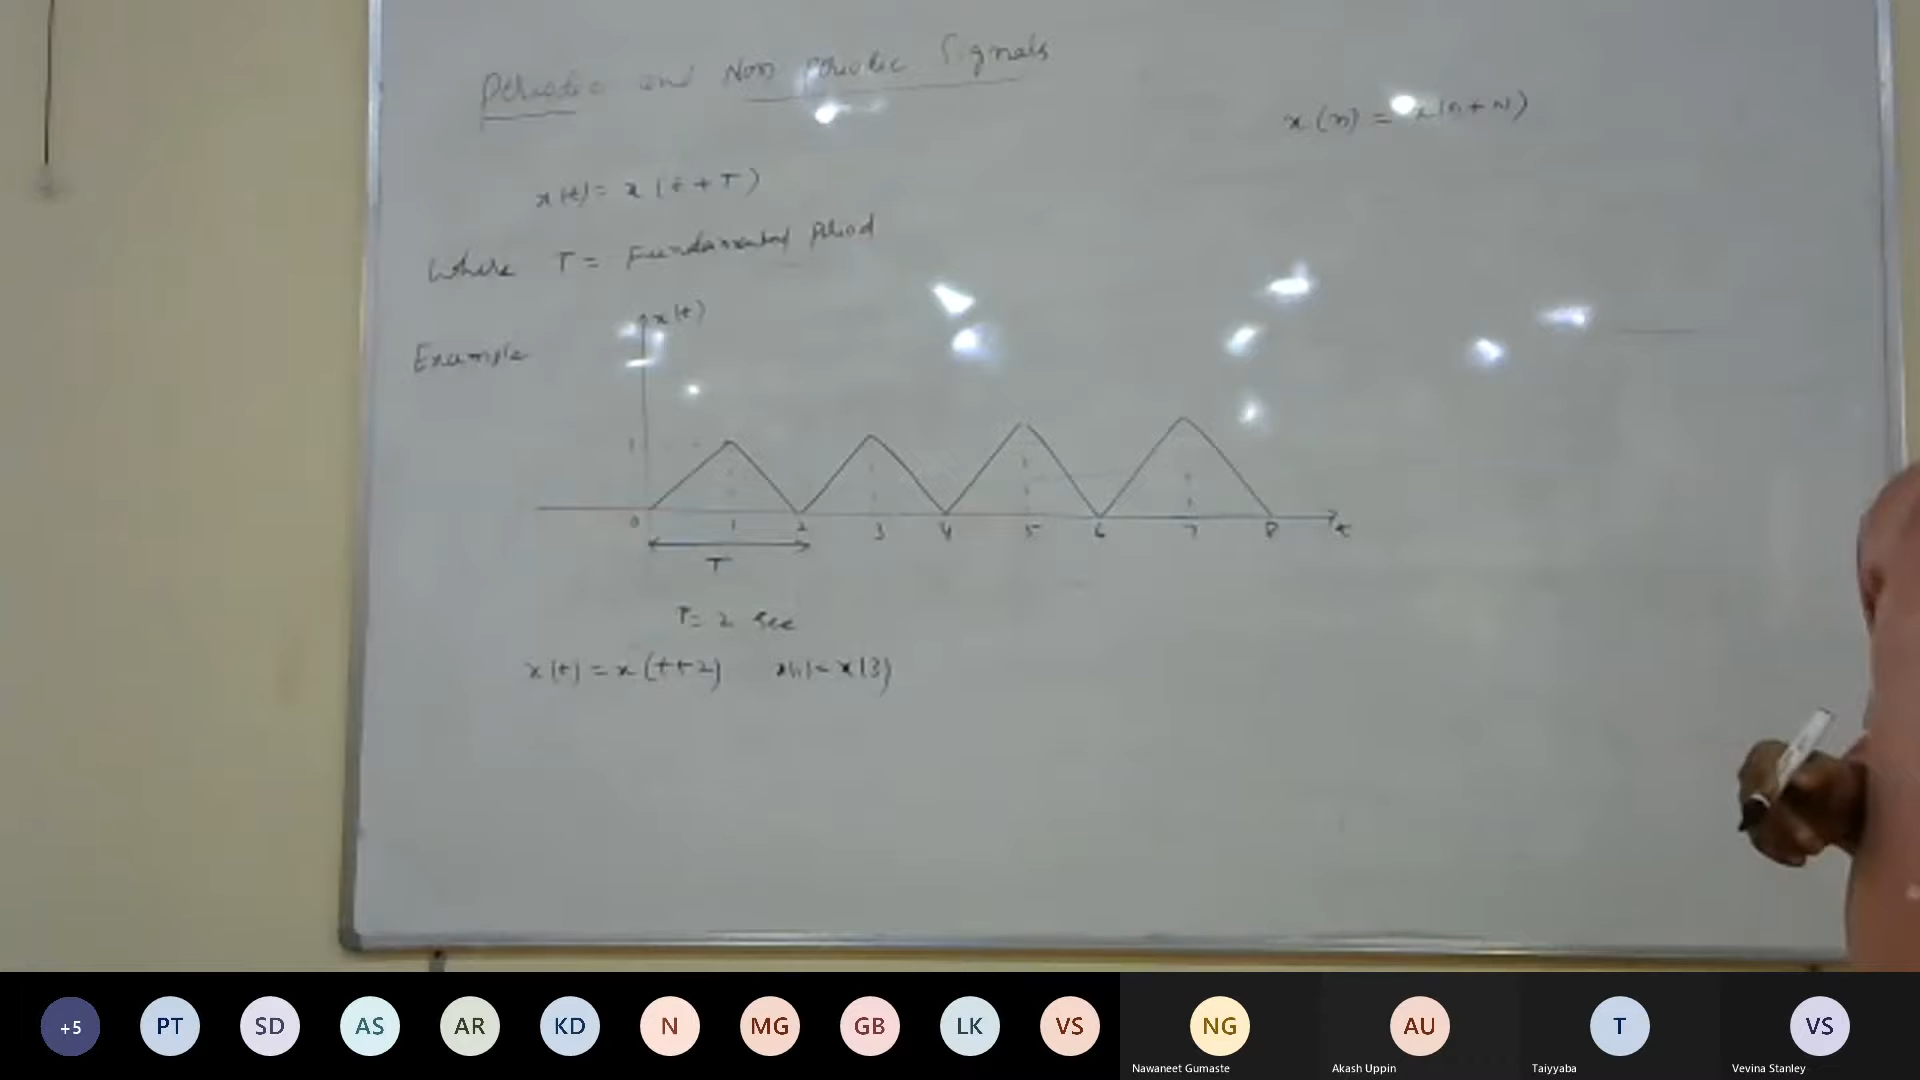 Periodic and Non Periodic Signals
x(n) = x(n+N)
x(t) = x(t+T)
Where T = Fundamental Period
x(t)
Example
1
0 1 2 3 4 5 6 7 8 t
T
T = 2 sec
x(t) = x(t+2) x(1) = x(3)
+5 PT SD AS AR KD N MG GB LK VS NG AU T VS
Nawaneet Gumaste Akash Uppin Taiyyaba Vevina Stanley